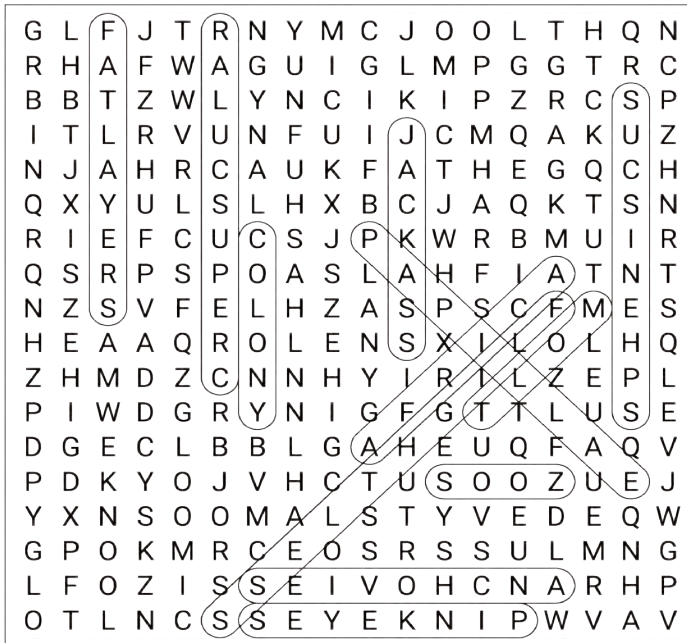 G L F J T R N Y M C J O O L T H Q N
R H A F W A G U I G L M P G G T R C
B B T Z W L Y N C I K I P Z R C S P
I T L R V U N F U I J C M Q A K U Z
N J A H R C A U K F A T H E G Q C H
Q X Y U L S L H X B C J A Q K T S N
R I E F C U C S J P K W R B M U I R
Q S R P S P O A S L A H F I A T N T
N Z S V F E L H Z A S P S C F M E S
H E A A Q R O L E N S X I L O L H Q
Z H M D Z C N N H Y I R I L Z E P L
P I W D G R Y N I G F G T T L U S E
D G E C L B B L G A H E U Q F A Q V
P D K Y O J V H C T U S O O Z U E J
Y X N S O O M A L S T Y V E D E Q W
G P O K M R C E O S R S S U L M N G
L F O Z I S S E I V O H C N A R H P
O T L N C S S E Y E K N I P W V A V